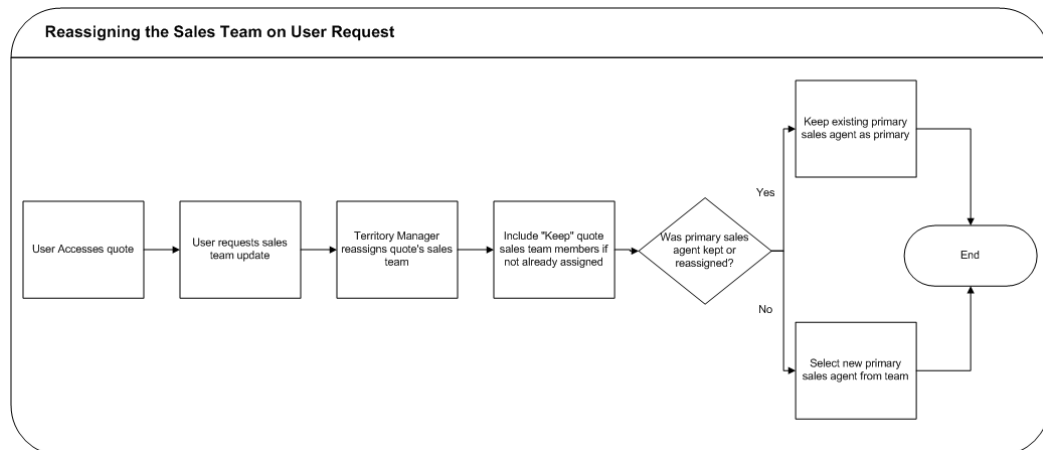 Reassigning the Sales Team on User Request
User Accesses quote
User requests sales
team update
Territory Manager
reassigns quote's sales
team
Include "Keep" quote
sales team members if
not already assigned
Was primary sales
agent kept or
reassigned?
Yes
Keep existing primary
sales agent as primary
No
Select new primary
sales agent from team
End